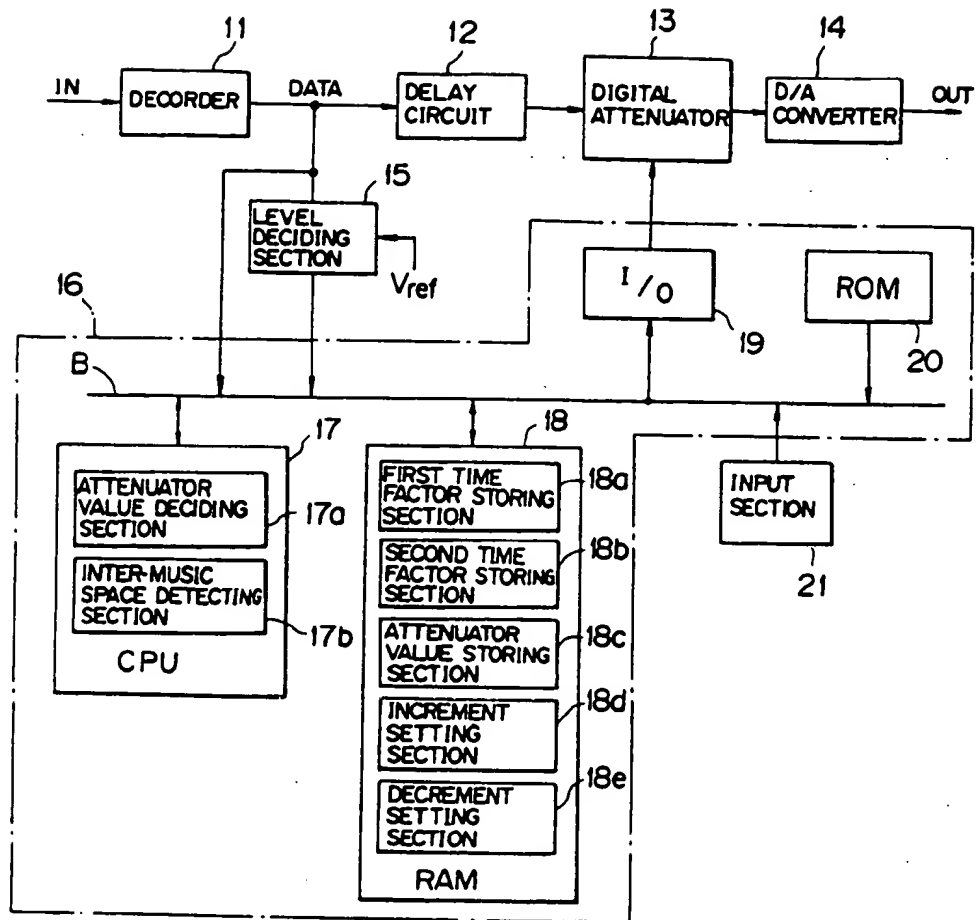 11
12
13
14
IN
DECORDER
DATA
DELAY
CIRCUIT
DIGITAL
ATTENUATOR
D/A
CONVERTER
OUT
15
LEVEL
DECIDING
SECTION
Vref
16
I/O
19
ROM
20
B
17
ATTENUATOR
VALUE DECIDING
SECTION
17a
INTER-MUSIC
SPACE DETECTING
SECTION
17b
CPU
18
FIRST TIME
FACTOR STORING
SECTION
18a
SECOND TIME
FACTOR STORING
SECTION
18b
ATTENUATOR
VALUE STORING
SECTION
18c
INCREMENT
SETTING
SECTION
18d
DECREMENT
SETTING
SECTION
18e
RAM
INPUT
SECTION
21